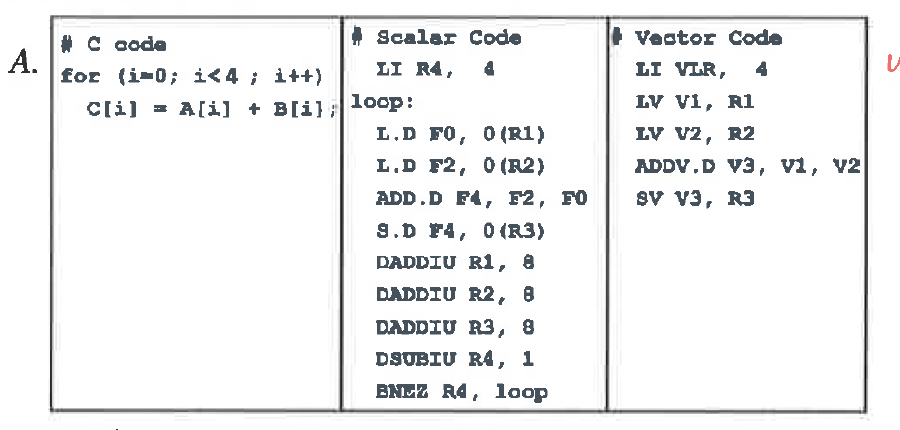 A.
# C code
for (i=0; i<4 ; i++)
C[i] = A[i] + B[i];
# Scalar Code
LI R4, 4
loop:
L.D F0, 0(R1)
L.D F2, 0(R2)
ADD.D F4, F2, F0
S.D F4, 0(R3)
DADDIU R1, 8
DADDIU R2, 8
DADDIU R3, 8
DSUBIU R4, 1
BNEZ R4, loop
# Vector Code
LI VLR, 4
LV V1, R1
LV V2, R2
ADDV.D V3, V1, V2
SV V3, R3